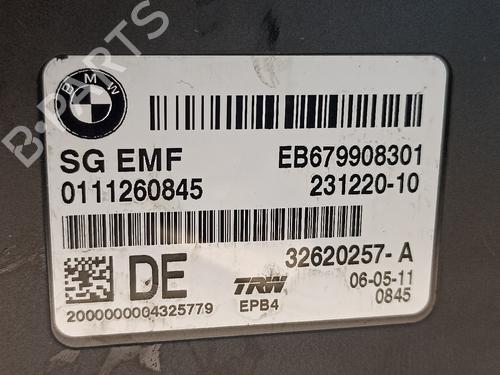 BMW
B-PARTS
SG EMF
EB679908301
0111260845
231220-10
32620257-A
DE
TRW
06-05-11
2000000004325779
EPB4
0845